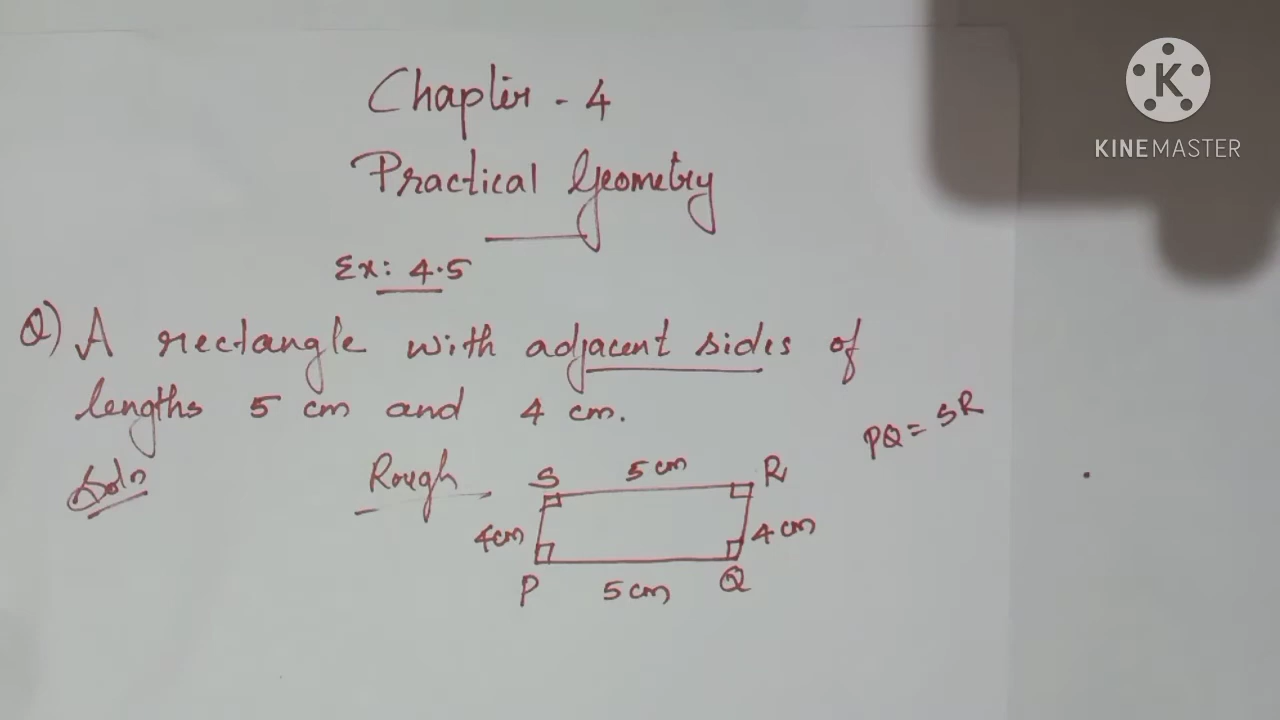 Chapter - 4
Practical Geometry
Ex: 4.5
Q) A rectangle with adjacent sides of
lengths 5 cm and 4 cm.
Soln
Rough
S 5 cm R
4cm 4 cm
P 5 cm Q
PQ = SR
K
KINEMASTER